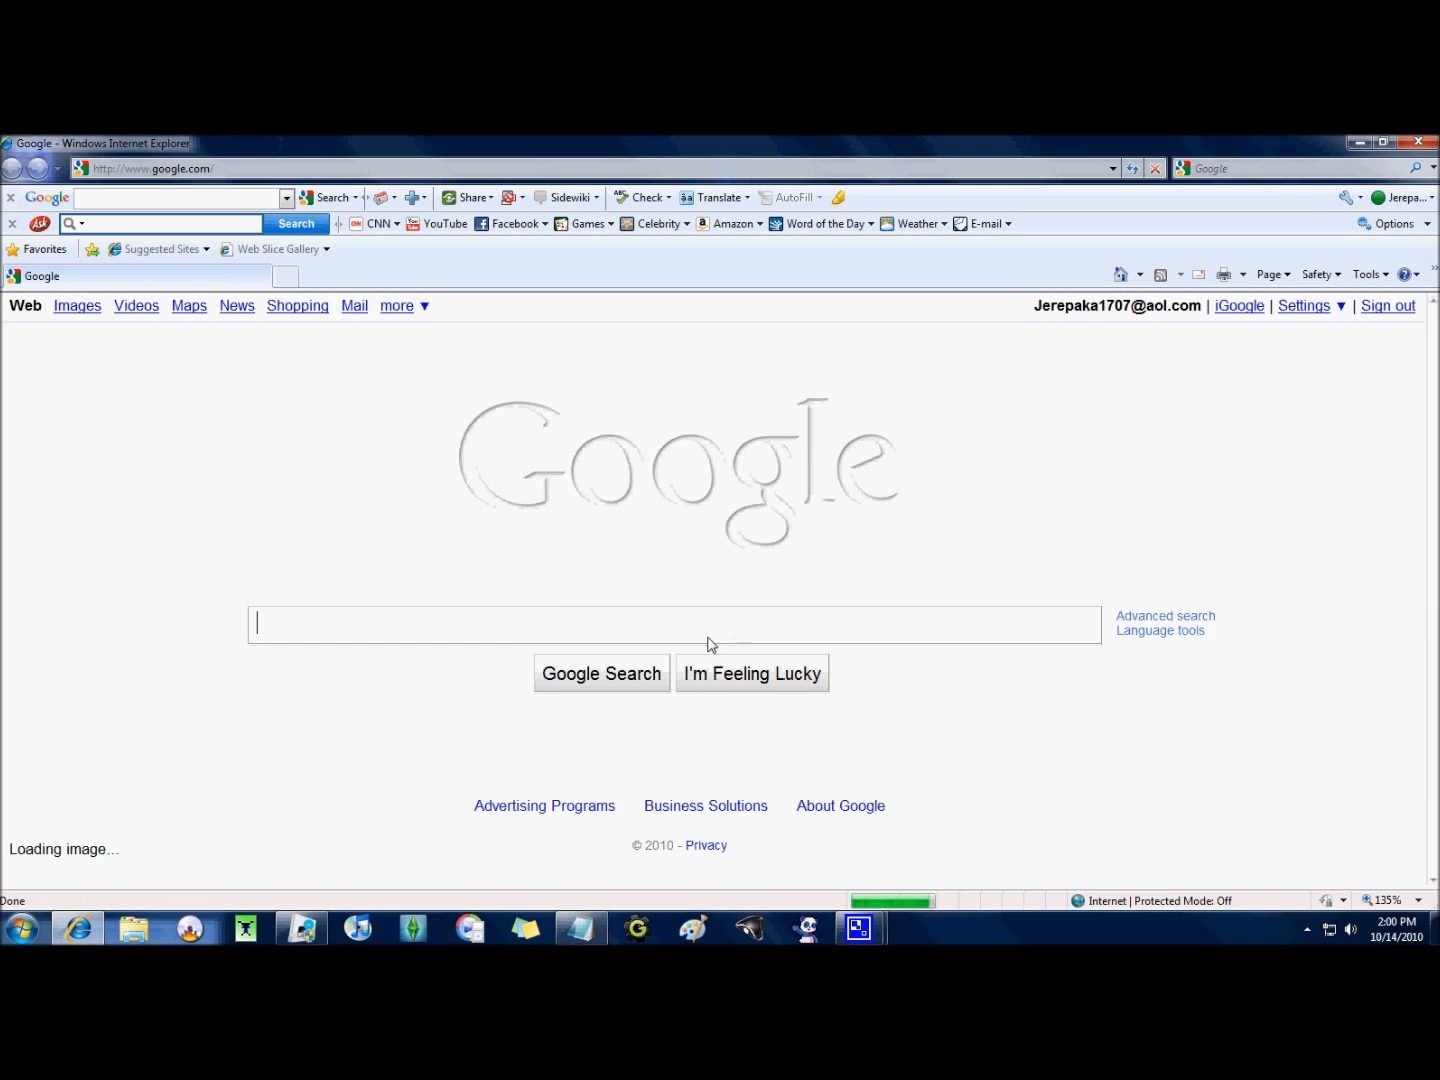 Google - Windows Internet Explorer
http://www.google.com/
Google
Google Search Share Sidewiki ABC Check aä Translate AutoFill Jerepa...
Ask Search CNN YouTube Facebook Games Celebrity Amazon Word of the Day Weather E-mail Options
Favorites Suggested Sites Web Slice Gallery
Google Page Safety Tools
Web Images Videos Maps News Shopping Mail more ▼ Jerepaka1707@aol.com | iGoogle | Settings ▼ | Sign out
Google
Advanced search
Language tools
Google Search I'm Feeling Lucky
Advertising Programs Business Solutions About Google
© 2010 - Privacy
Loading image...
Done Internet | Protected Mode: Off 135%
2:00 PM
10/14/2010